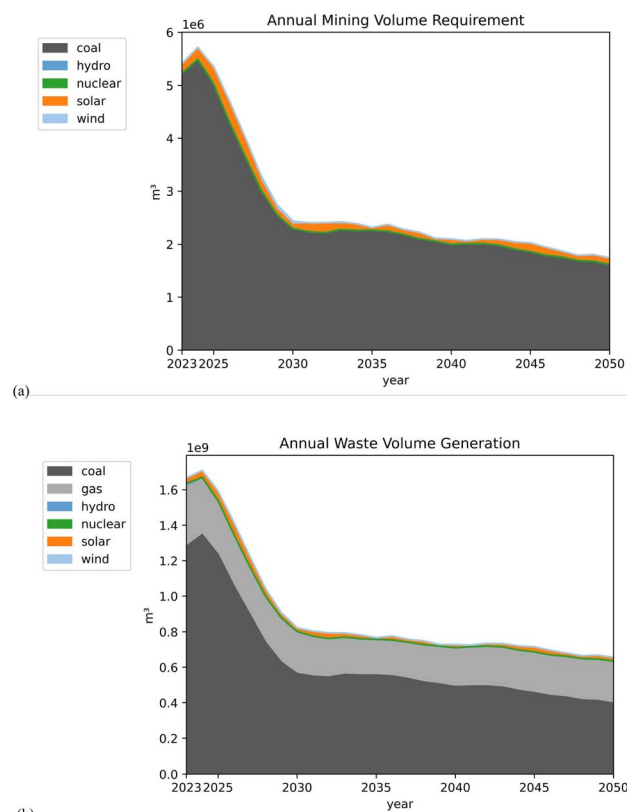 Annual Mining Volume Requirement
1e6
coal
hydro
nuclear
solar
wind
6
5
4
3
2
1
0
m³
2023 2025 2030 2035 2040 2045 2050
year
(a)
Annual Waste Volume Generation
1e9
coal
gas
hydro
nuclear
solar
wind
1.6
1.4
1.2
1.0
0.8
0.6
0.4
0.2
0.0
m³
2023 2025 2030 2035 2040 2045 2050
year
(b)